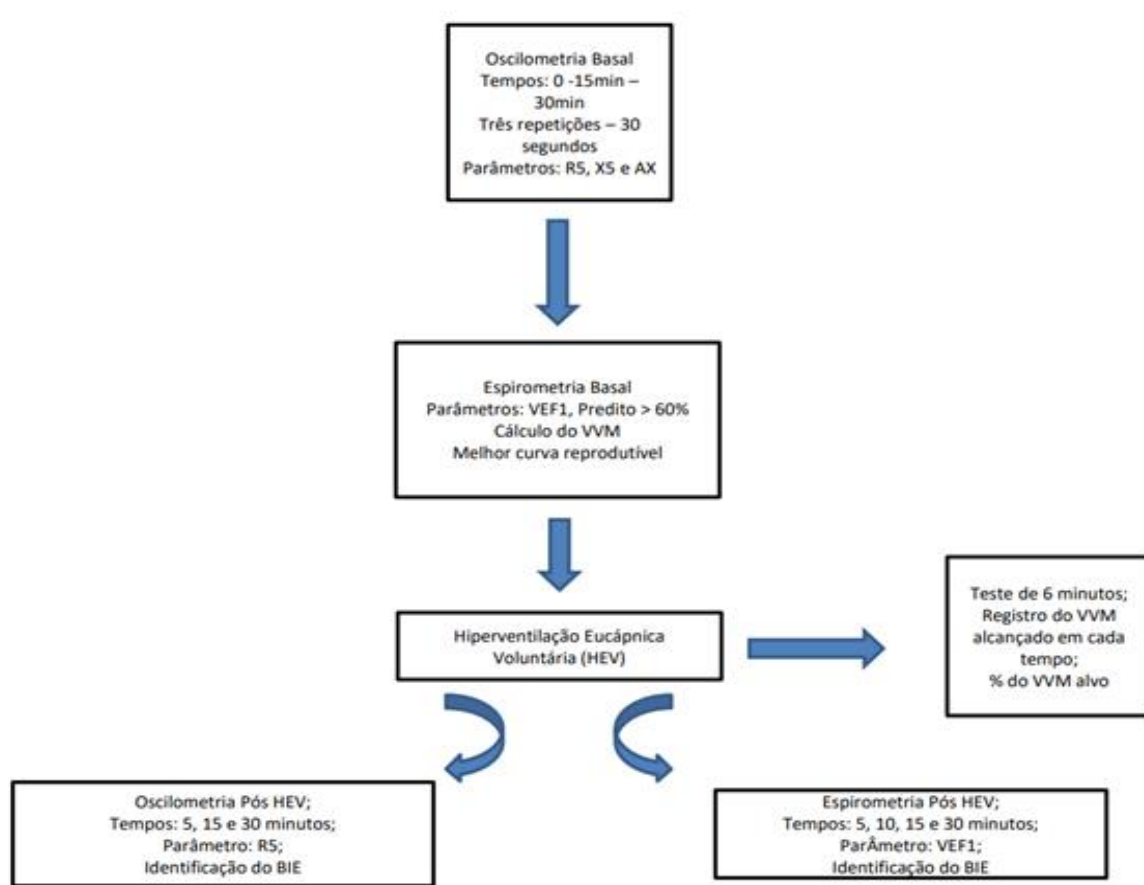 Oscilometria Basal
Tempos: 0 -15min –
30min
Três repetições – 30
segundos
Parâmetros: R5, X5 e AX
Espirometria Basal
Parâmetros: VEF1, Predito > 60%
Cálculo do VVM
Melhor curva reprodutível
Hiperventilação Eucápnica
Voluntária (HEV)
Teste de 6 minutos;
Registro do VVM
alcançado em cada
tempo;
% do VVM alvo
Oscilometria Pós HEV;
Tempos: 5, 15 e 30 minutos;
Parâmetro: R5;
Identificação do BIE
Espirometria Pós HEV;
Tempos: 5, 10, 15 e 30 minutos;
ParÂmetro: VEF1;
Identificação do BIE